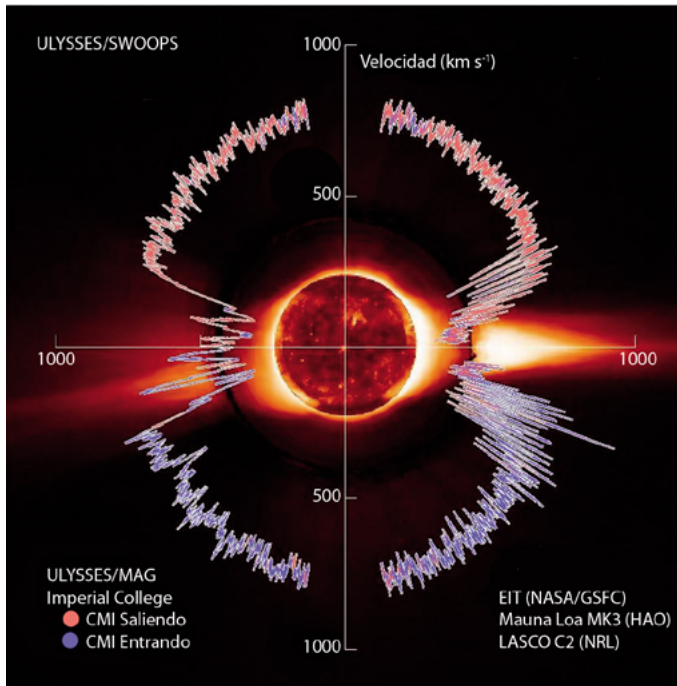 ULYSSES/SWOOPS
1000
Velocidad (km s⁻¹)
500
1000
1000
500
ULYSSES/MAG
Imperial College
CMI Saliendo
CMI Entrando
EIT (NASA/GSFC)
Mauna Loa MK3 (HAO)
LASCO C2 (NRL)
1000